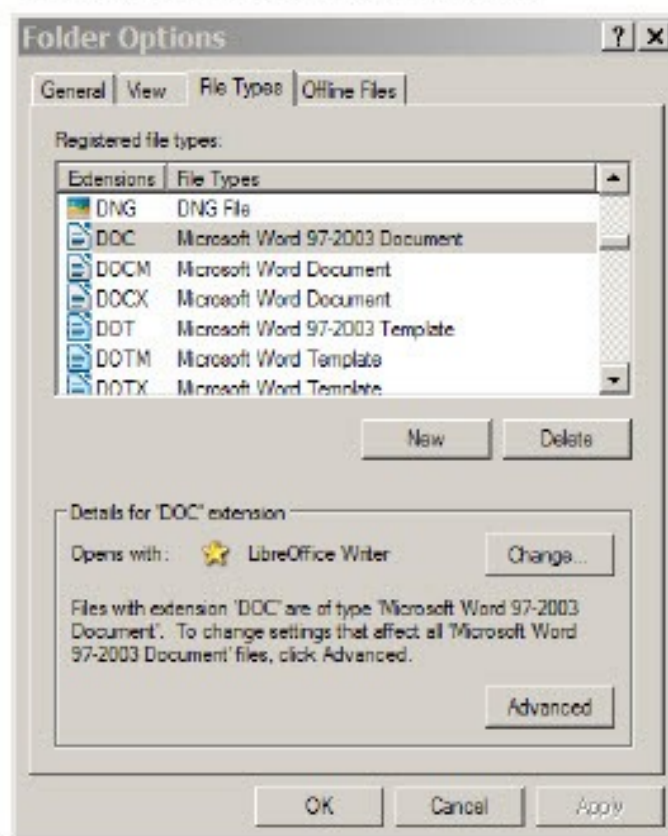 Folder Options
? X
General View File Types Offline Files
Registered file types:
Extensions File Types
DNG DNG File
DOC Microsoft Word 97-2003 Document
DOCM Microsoft Word Document
DOCX Microsoft Word Document
DOT Microsoft Word 97-2003 Template
DOTM Microsoft Word Template
DOTX Microsoft Word Template
New Delete
Details for 'DOC' extension
Opens with: LibreOffice Writer Change...
Files with extension 'DOC' are of type 'Microsoft Word 97-2003
Document'. To change settings that affect all 'Microsoft Word
97-2003 Document' files, click Advanced.
Advanced
OK Cancel Apply